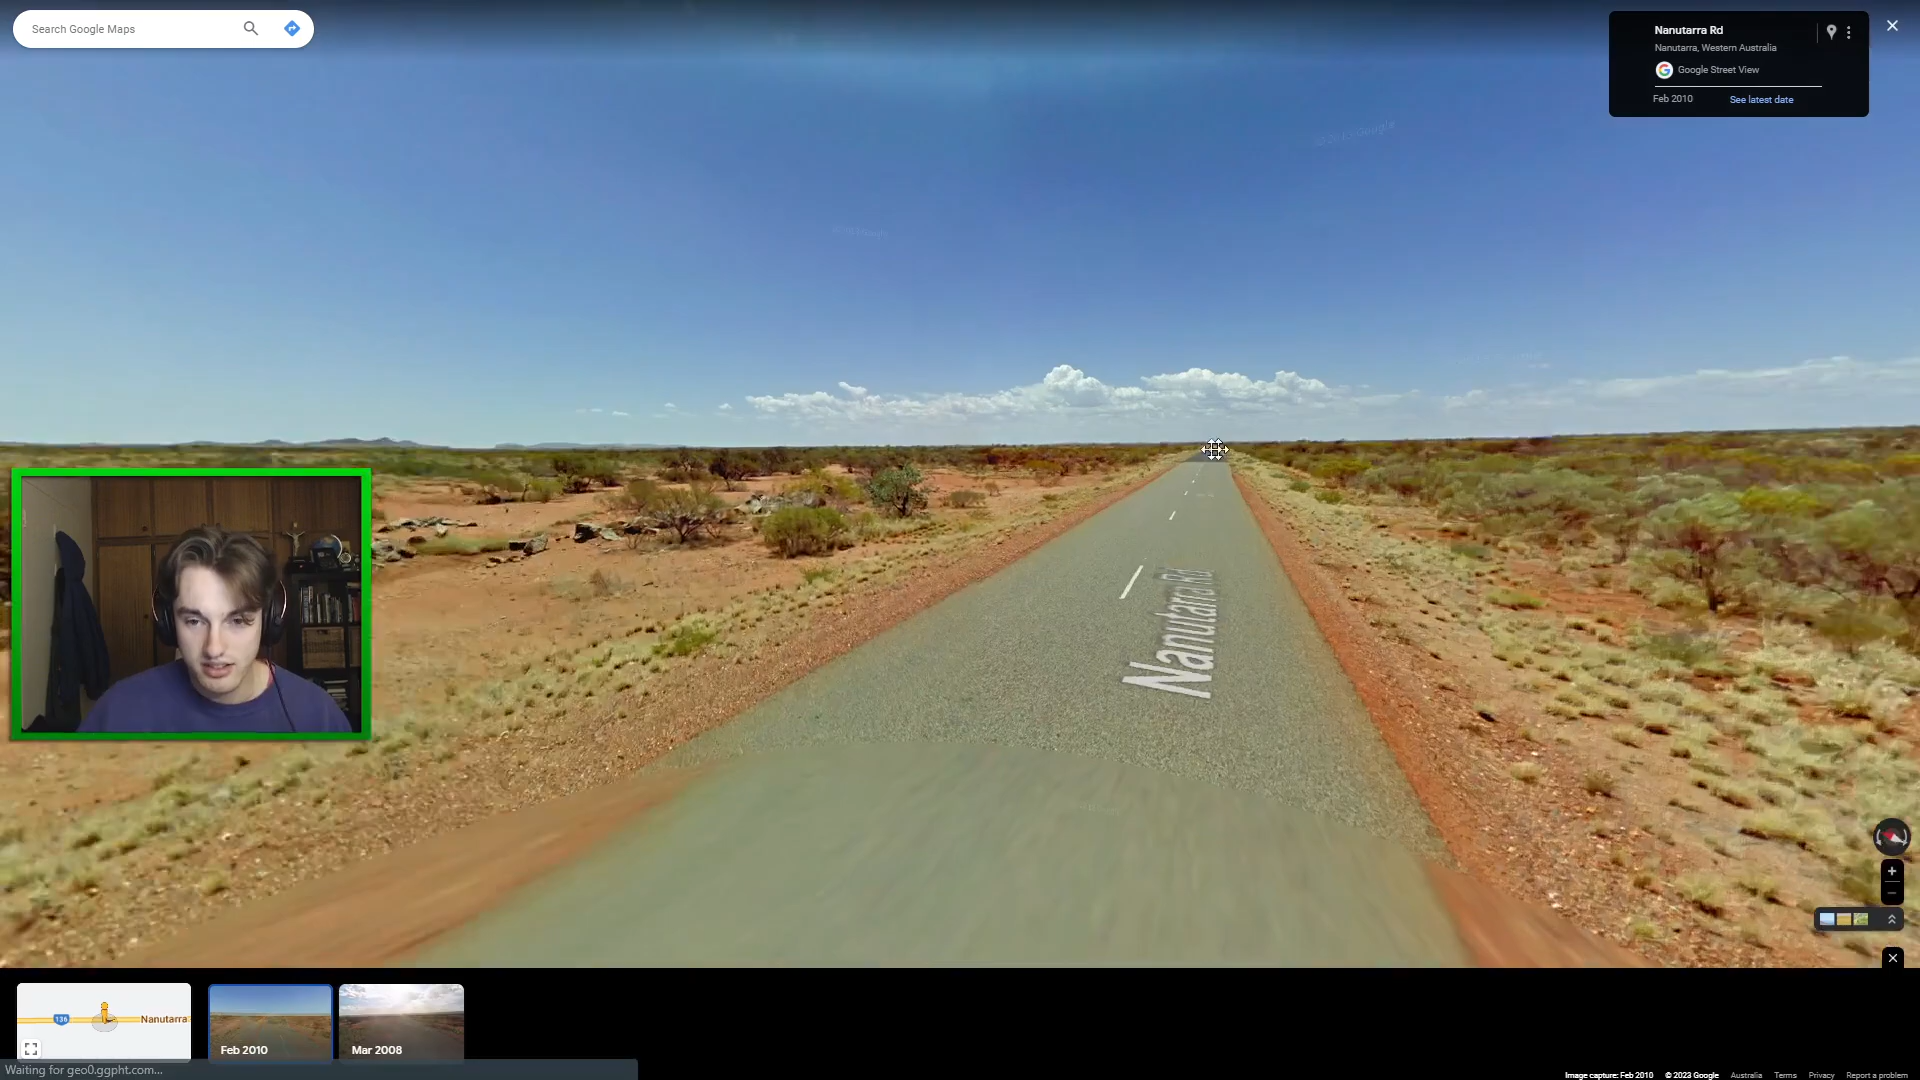 Search Google Maps
Nanutarra Rd
Nanutarra, Western Australia
Google Street View
Feb 2010
See latest date
Nanutarra Rd
136
Nanutarra
Feb 2010
Mar 2008
Waiting for geo0.ggpht.com...
Image capture: Feb 2010
© 2023 Google
Australia
Terms
Privacy
Report a problem